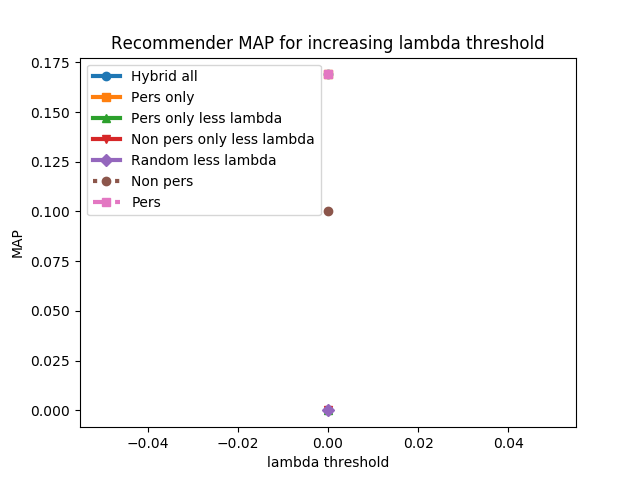 Recommender MAP for increasing lambda threshold
0.175
0.150
0.125
0.100
0.075
0.050
0.025
0.000
MAP
Hybrid all
Pers only
Pers only less lambda
Non pers only less lambda
Random less lambda
Non pers
Pers
−0.04
−0.02
0.00
0.02
0.04
lambda threshold